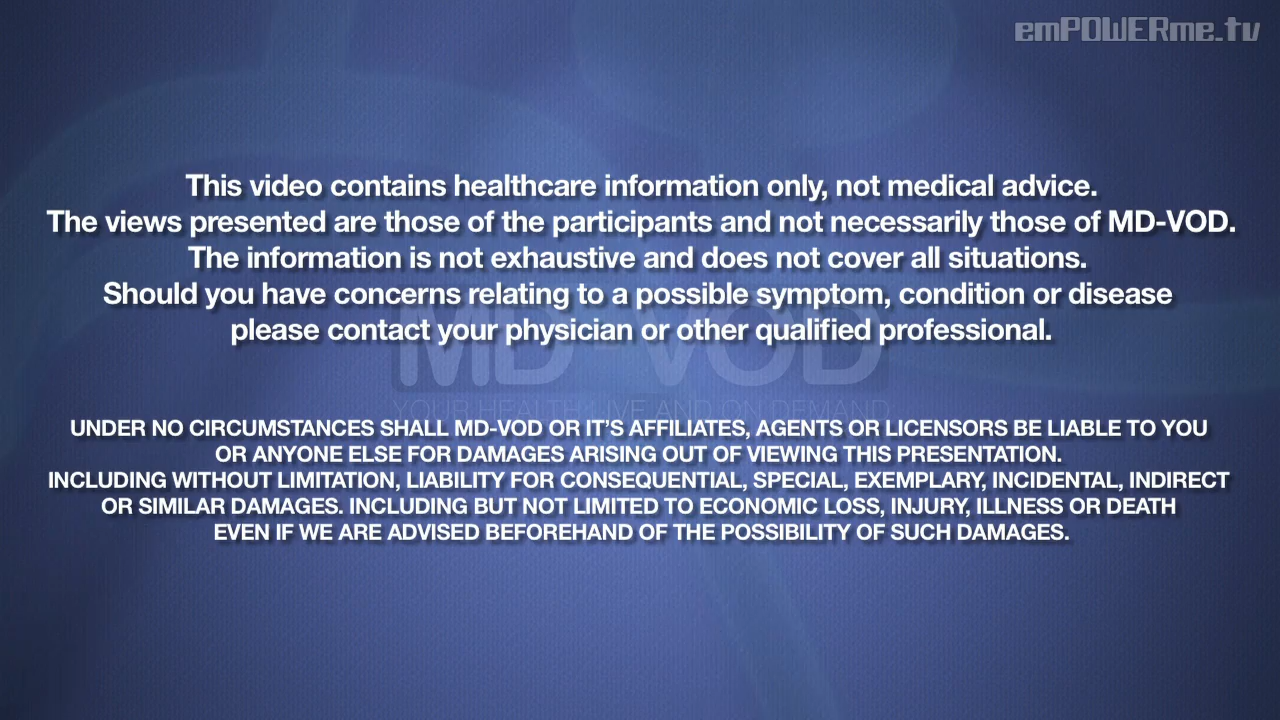 emPOWERme.tv
This video contains healthcare information only, not medical advice.
The views presented are those of the participants and not necessarily those of MD-VOD.
The information is not exhaustive and does not cover all situations.
Should you have concerns relating to a possible symptom, condition or disease
please contact your physician or other qualified professional.
MD-VOD
YOUR HEALTH LIVE AND ON DEMAND
UNDER NO CIRCUMSTANCES SHALL MD-VOD OR IT'S AFFILIATES, AGENTS OR LICENSORS BE LIABLE TO YOU
OR ANYONE ELSE FOR DAMAGES ARISING OUT OF VIEWING THIS PRESENTATION.
INCLUDING WITHOUT LIMITATION, LIABILITY FOR CONSEQUENTIAL, SPECIAL, EXEMPLARY, INCIDENTAL, INDIRECT
OR SIMILAR DAMAGES. INCLUDING BUT NOT LIMITED TO ECONOMIC LOSS, INJURY, ILLNESS OR DEATH
EVEN IF WE ARE ADVISED BEFOREHAND OF THE POSSIBILITY OF SUCH DAMAGES.